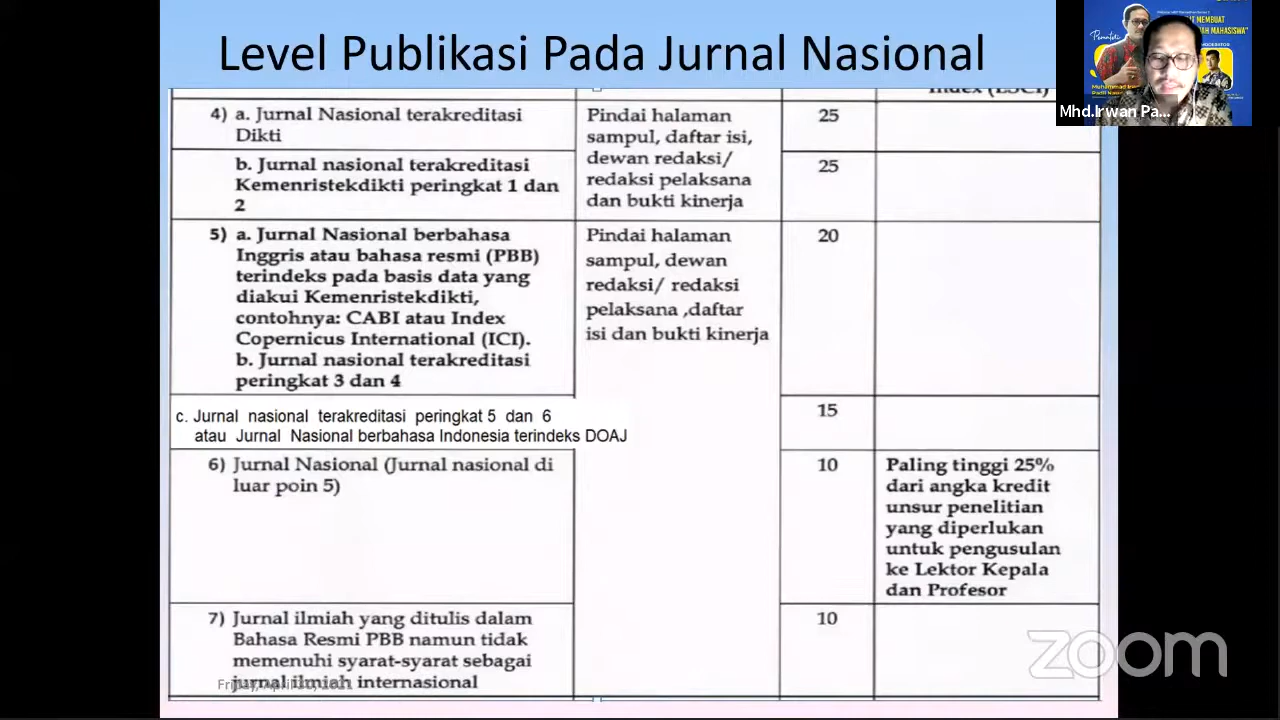 Level Publikasi Pada Jurnal Nasional
4) a. Jurnal Nasional terakreditasi
Dikti
Pindai halaman
sampul, daftar isi,
dewan redaksi/
redaksi pelaksana
dan bukti kinerja
25
b. Jurnal nasional terakreditasi
Kemenristekdikti peringkat 1 dan
2
25
5) a. Jurnal Nasional berbahasa
Inggris atau bahasa resmi (PBB)
terindeks pada basis data yang
diakui Kemenristekdikti,
contohnya: CABI atau Index
Copernicus International (ICI).
b. Jurnal nasional terakreditasi
peringkat 3 dan 4
Pindai halaman
sampul, dewan
redaksi/ redaksi
pelaksana ,daftar
isi dan bukti kinerja
20
c. Jurnal nasional terakreditasi peringkat 5 dan 6
atau Jurnal Nasional berbahasa Indonesia terindeks DOAJ
15
6) Jurnal Nasional (Jurnal nasional di
luar poin 5)
10
Paling tinggi 25%
dari angka kredit
unsur penelitian
yang diperlukan
untuk pengusulan
ke Lektor Kepala
dan Profesor
7) Jurnal ilmiah yang ditulis dalam
Bahasa Resmi PBB namun tidak
memenuhi syarat-syarat sebagai
jurnal ilmiah internasional
10
Mhd.Irwan Pa...
zoom